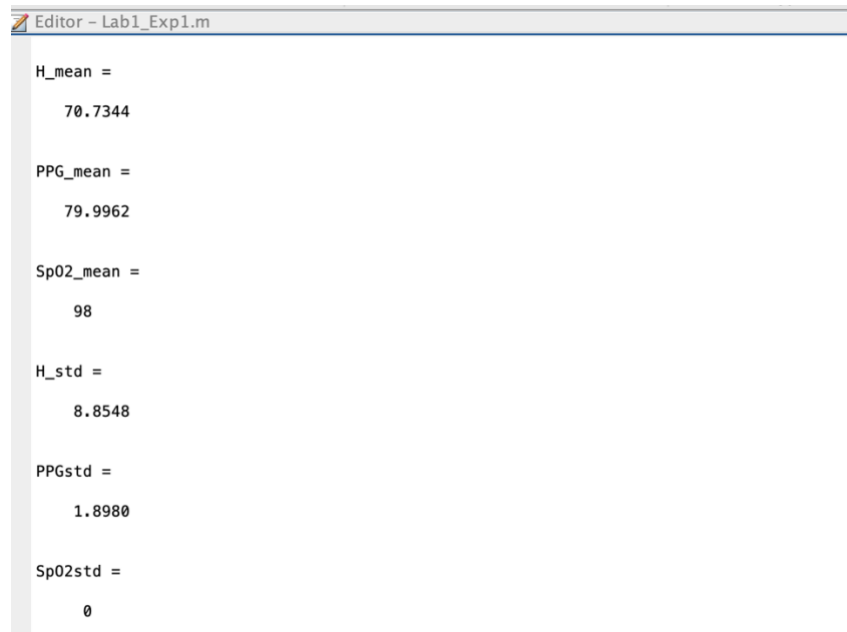 Editor – Lab1_Exp1.m
H_mean =
70.7344
PPG_mean =
79.9962
SpO2_mean =
98
H_std =
8.8548
PPGstd =
1.8980
SpO2std =
0